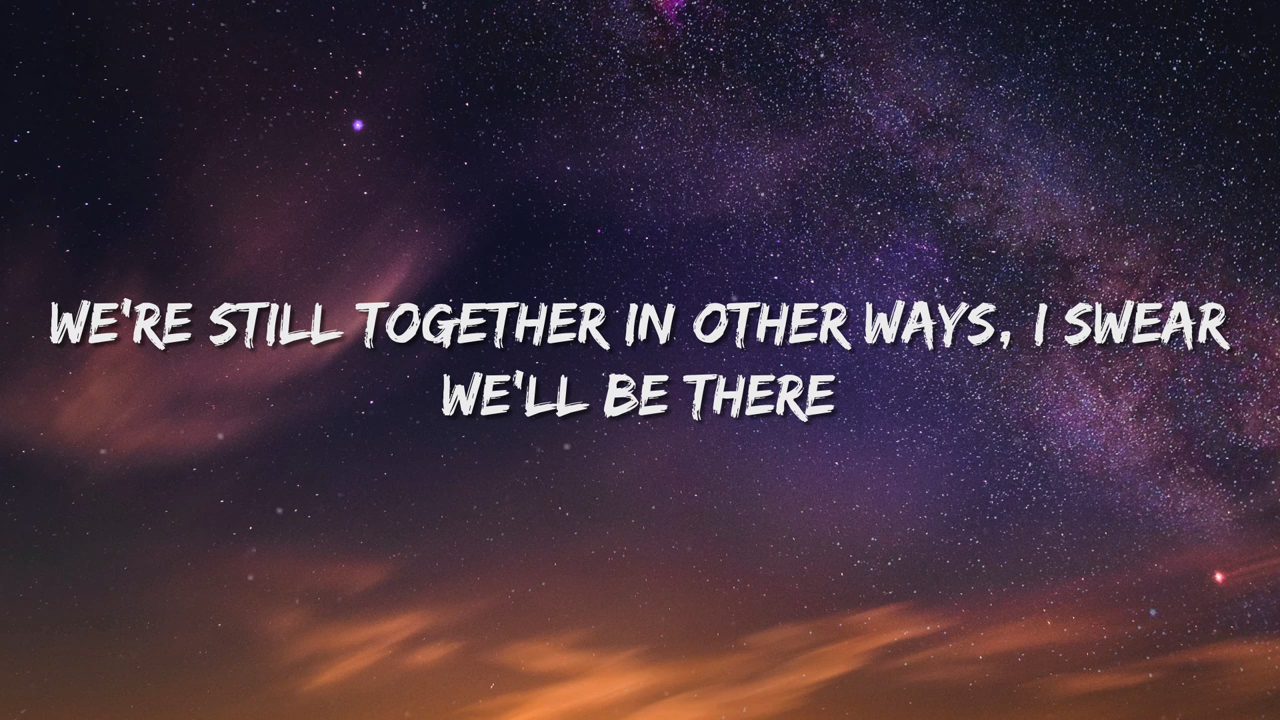 WE'RE STILL TOGETHER IN OTHER WAYS, I SWEAR
WE'LL BE THERE